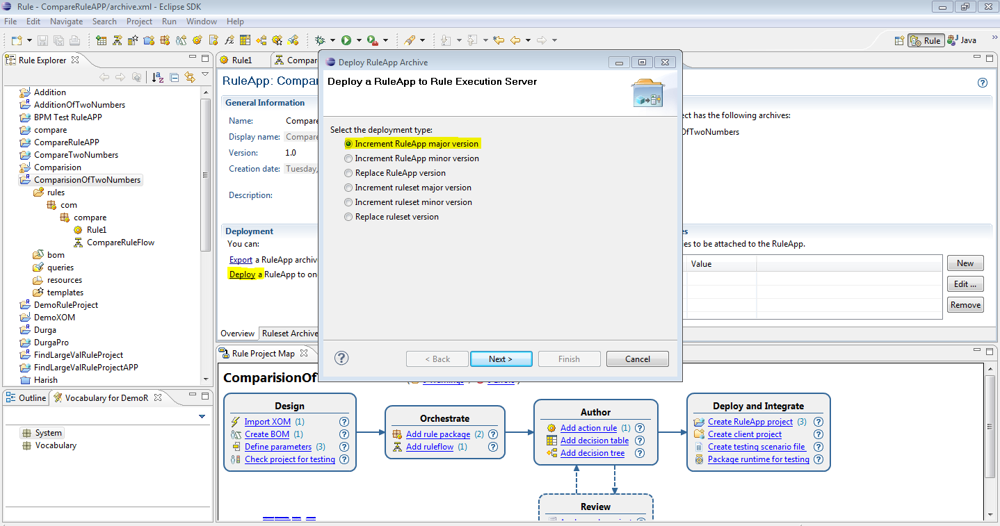 Rule - CompareRuleAPP/archive.xml - Eclipse SDK
File Edit Navigate Search Project Run Window Help
Rule Java
Rule Explorer
Addition
AdditionOfTwoNumbers
BPM Test RuleAPP
compare
CompareRuleAPP
CompareTwoNumbers
Comparision
ComparisionOfTwoNumbers
rules
com
compare
Rule1
CompareRuleFlow
bom
queries
resources
templates
DemoRuleProject
DemoXOM
Durga
DurgaPro
FindLargeValRuleProject
FindLargeValRuleProjectAPP
Harish
Outline Vocabulary for DemoR
System
Vocabulary
Rule1 Compar
RuleApp: Compa
General Information
Name: Compare
Display name: Compare
Version: 1.0
Creation date: Tuesday,
Description:
Deployment
You can:
Export a RuleApp archiv
Deploy a RuleApp to on
Overview Ruleset Archive
ect has the following archives:
OfTwoNumbers
es
ies to be attached to the RuleApp.
Value
New
Edit ...
Remove
Deploy RuleApp Archive
Deploy a RuleApp to Rule Execution Server
Select the deployment type:
Increment RuleApp major version
Increment RuleApp minor version
Replace RuleApp version
Increment ruleset major version
Increment ruleset minor version
Replace ruleset version
< Back Next > Finish Cancel
Rule Project Map
ComparisionOf
Design
Import XOM (1)
Create BOM (1)
Define parameters (3)
Check project for testing
Orchestrate
Add rule package (2)
Add ruleflow (1)
Author
Add action rule (1)
Add decision table
Add decision tree
Deploy and Integrate
Create RuleApp project (3)
Create client project
Create testing scenario file
Package runtime for testing
Review